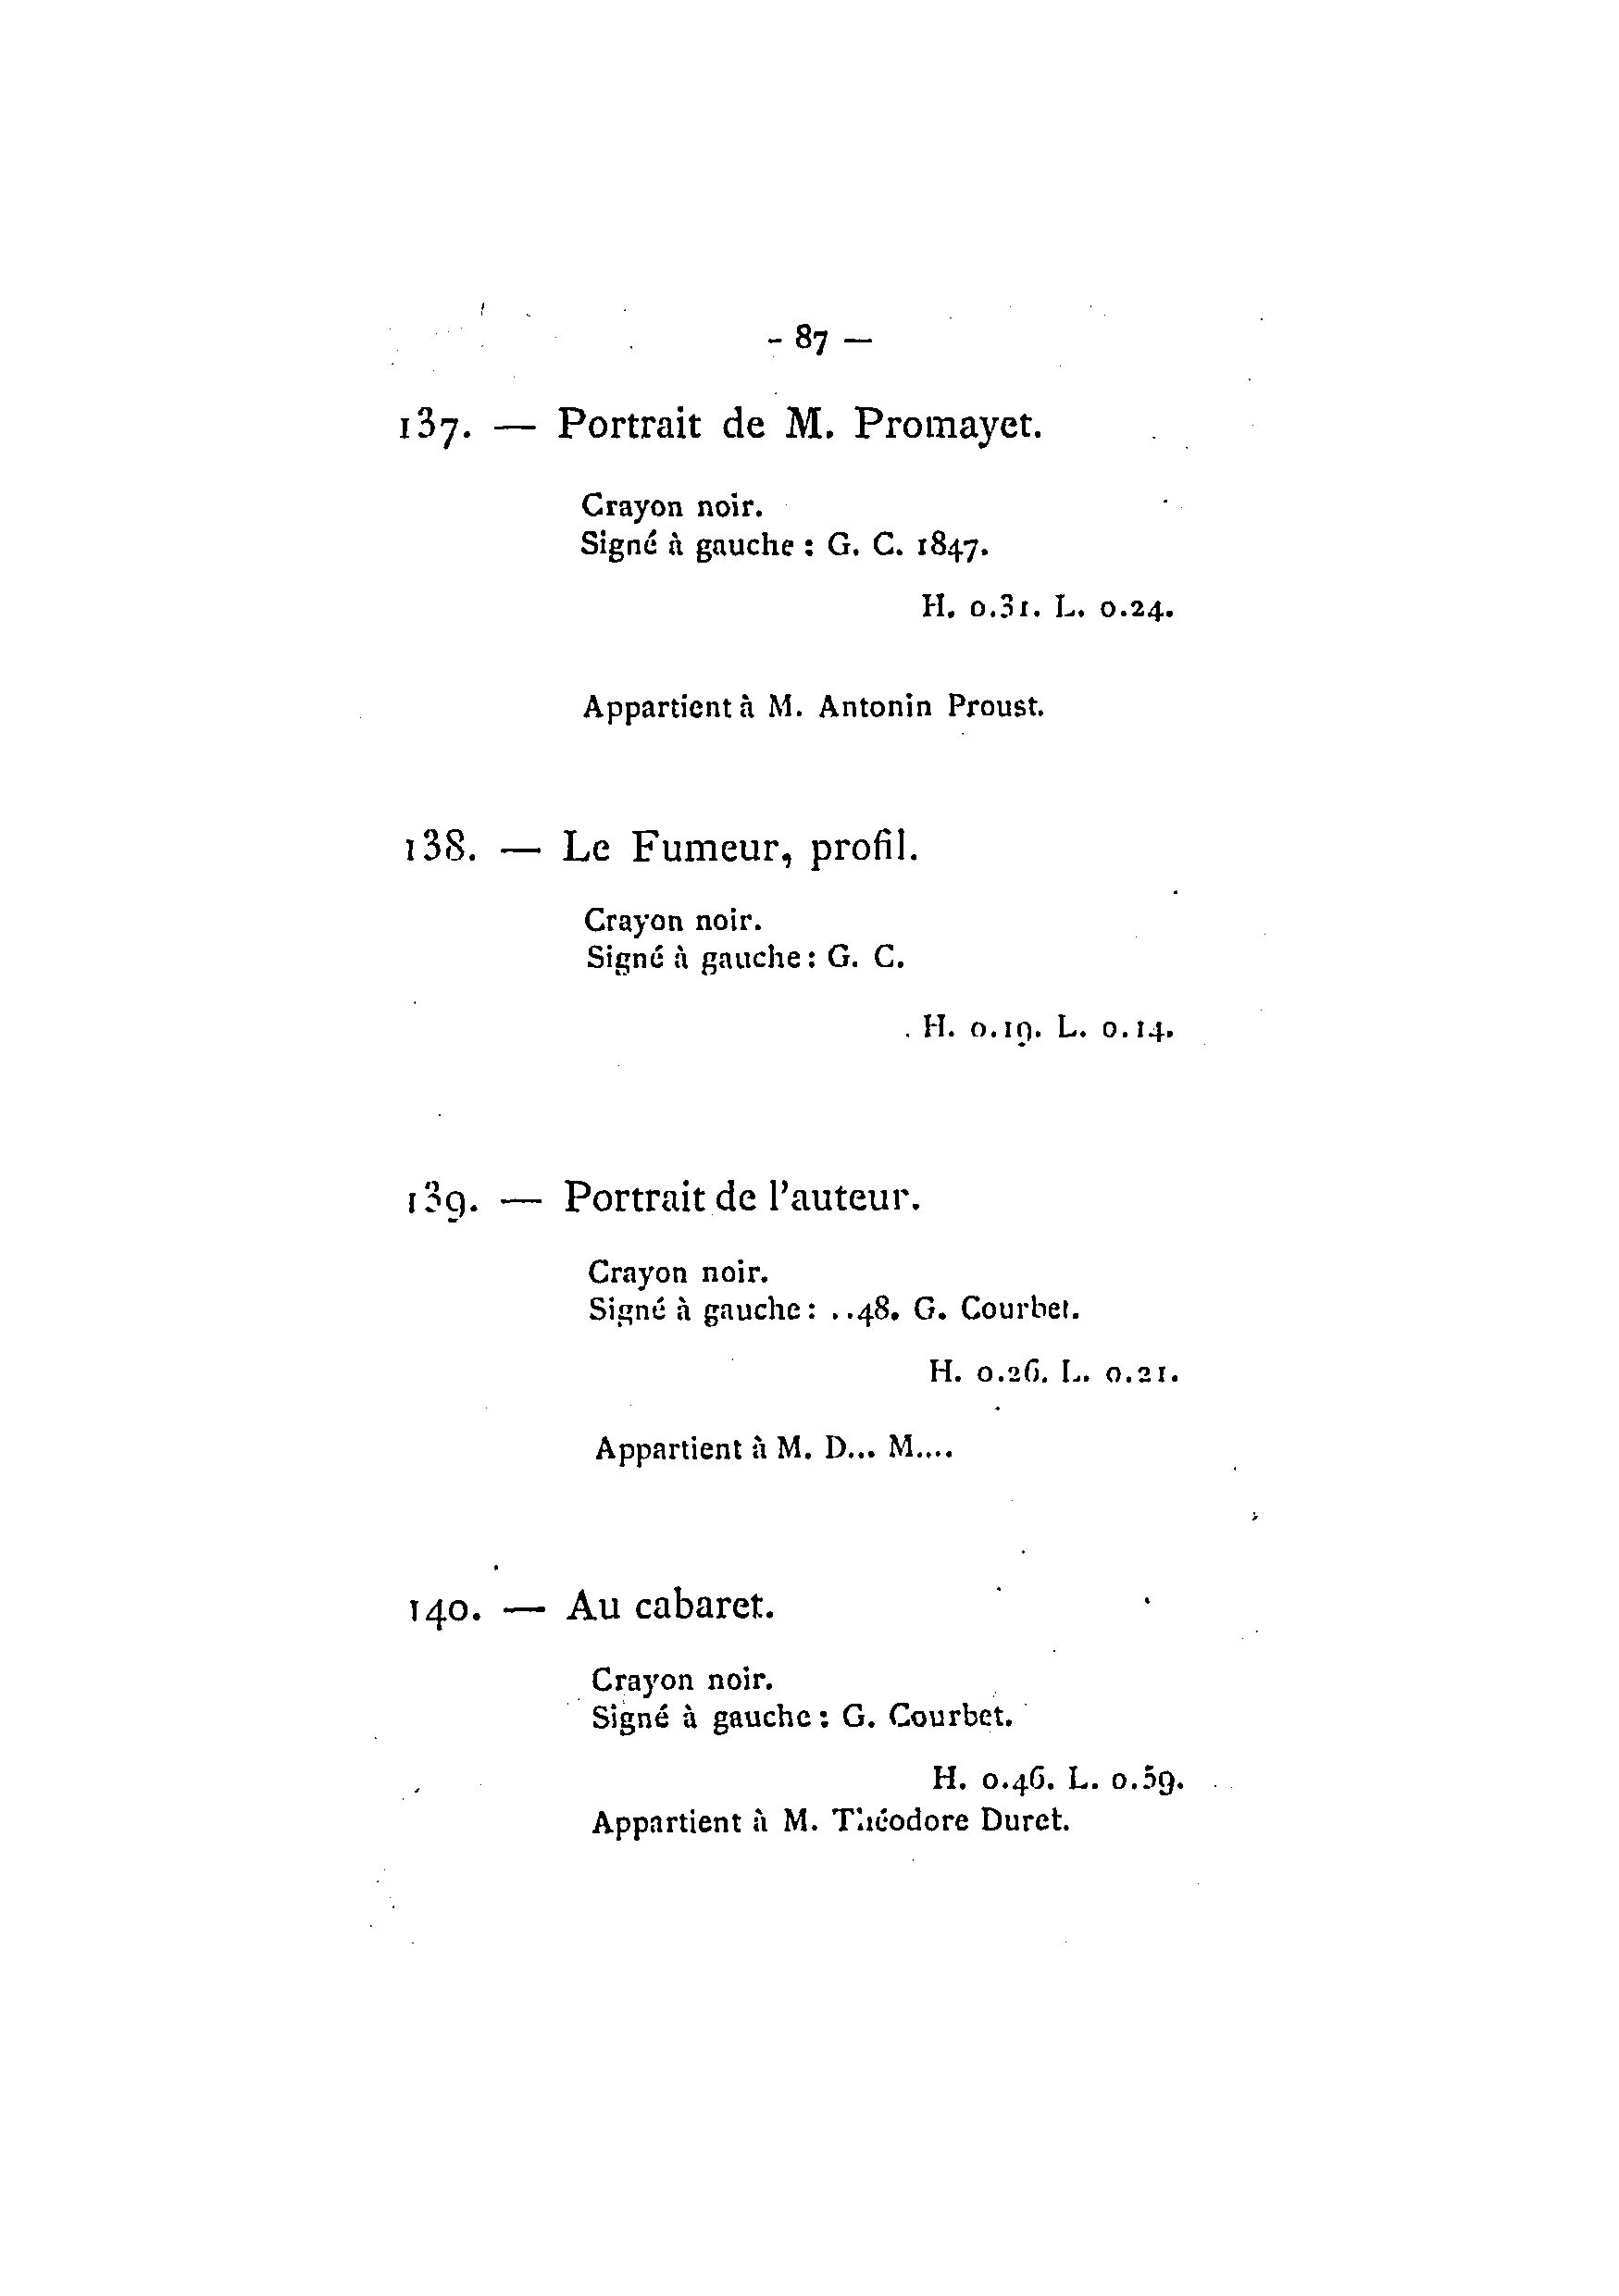 - 87 —
137. — Portrait de M. Promayet.
Crayon noir.
Signé à gauche : G. C. 1847.
H. 0.31. L. 0.24.
Appartient à M. Antonin Proust.
138. — Le Fumeur, profil.
Crayon noir.
Signé à gauche : G. C.
H. 0.19. L. 0.14.
139. — Portrait de l'auteur.
Crayon noir.
Signé à gauche : ..48. G. Courbet.
H. 0.26. L. 0.21.
Appartient à M. D... M....
140. — Au cabaret.
Crayon noir.
Signé à gauche : G. Courbet.
H. 0.46. L. 0.59.
Appartient à M. Théodore Duret.